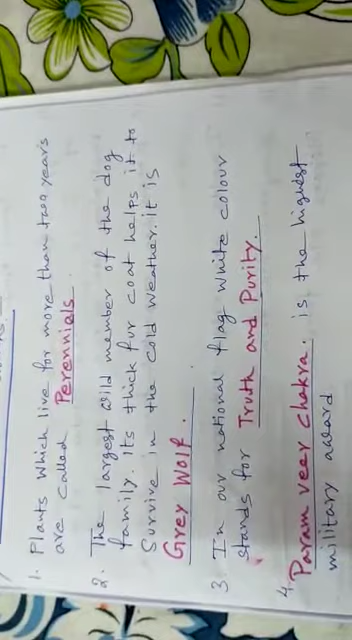 1. Plants which live for more than two years
are called Perennials
2. The largest wild member of the dog
family. Its thick fur coat helps it to
Survive in the cold weather. it is
Grey Wolf.
3. In our national flag white colour
stands for Truth and Purity.
4. Param veer chakra. is the highest
military award